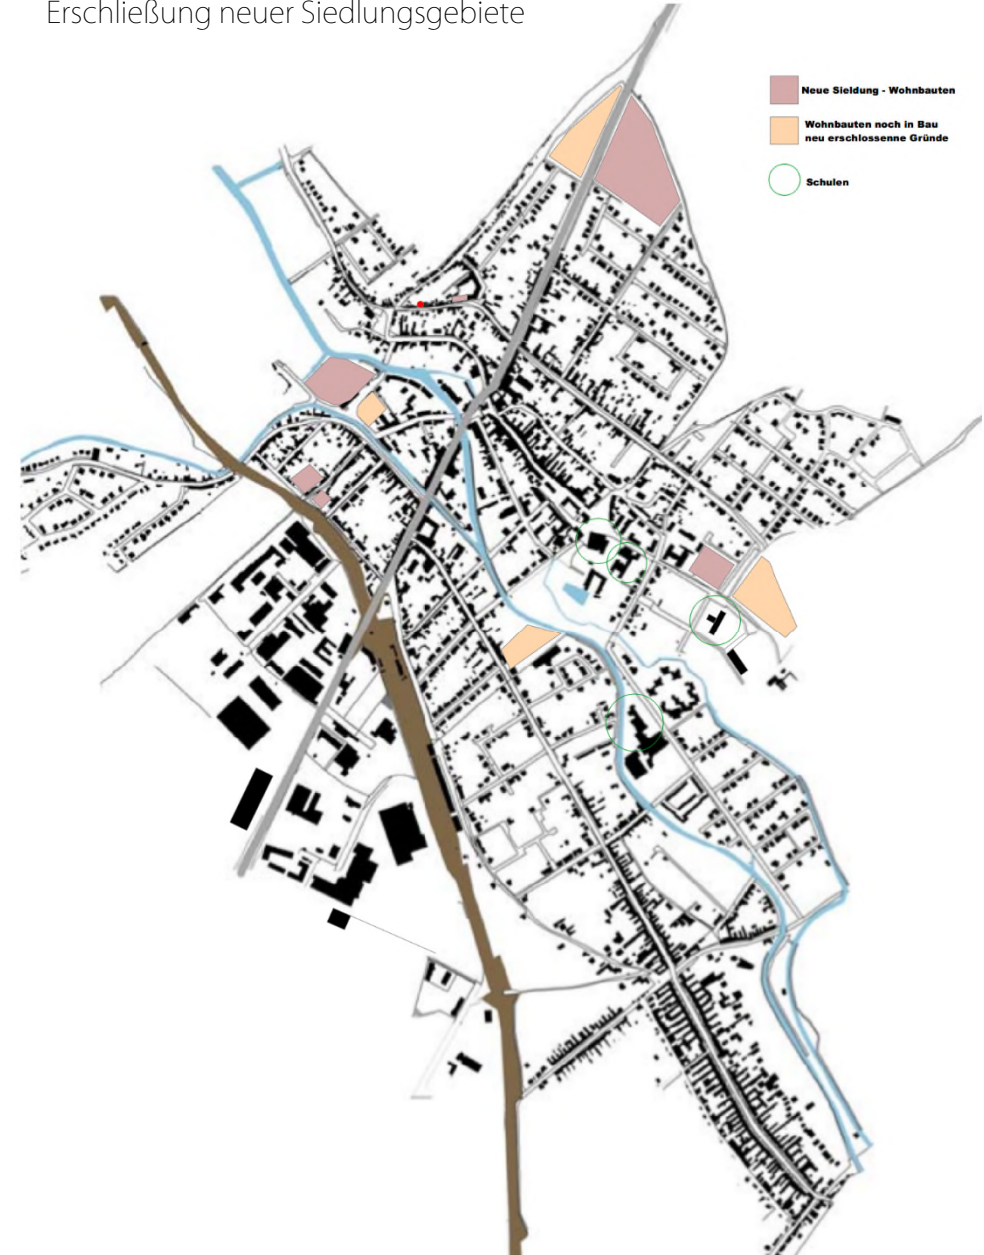 Erschließung neuer Siedlungsgebiete
Neue Sieldung - Wohnbauten
Wohnbauten noch in Bau
neu erschlossenne Gründe
Schulen